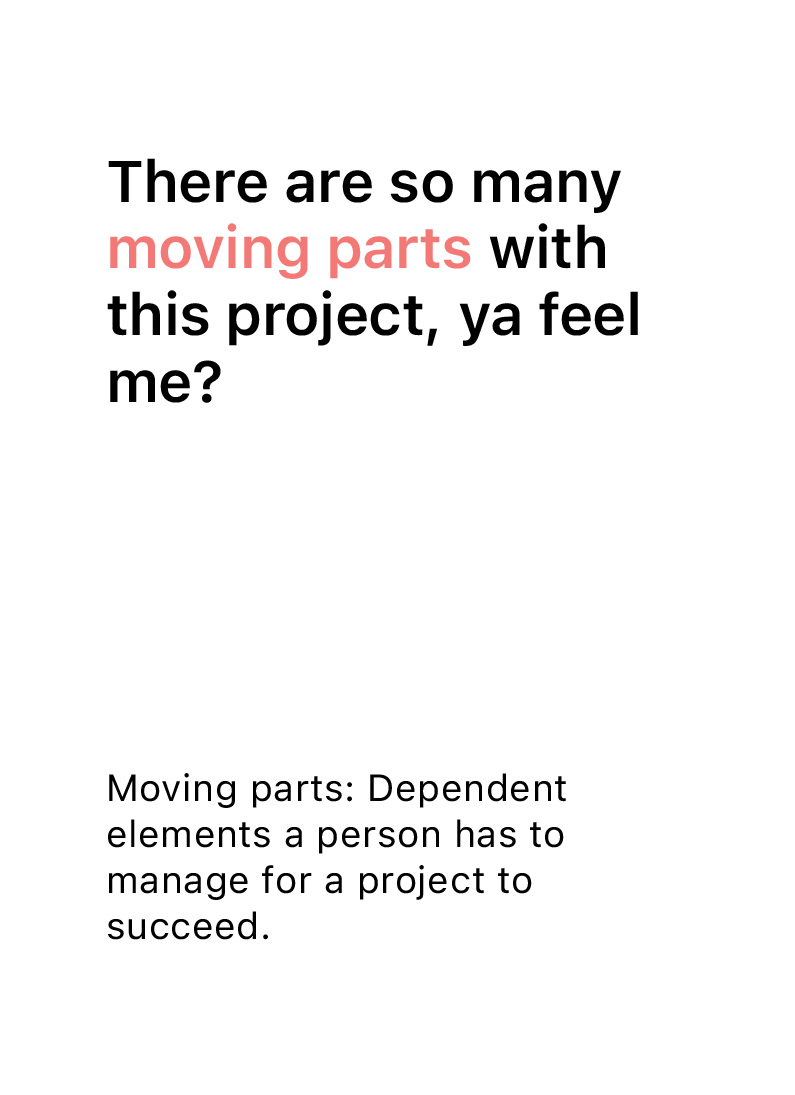 There are so many
moving parts with
this project, ya feel
me?
Moving parts: Dependent
elements a person has to
manage for a project to
succeed.